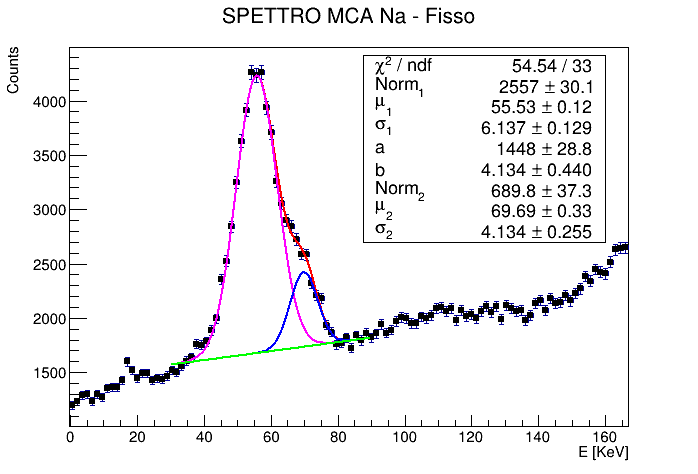 SPETTRO MCA Na - Fisso
Counts
χ² / ndf 54.54 / 33
Norm₁ 2557 ± 30.1
μ₁ 55.53 ± 0.12
σ₁ 6.137 ± 0.129
a 1448 ± 28.8
b 4.134 ± 0.440
Norm₂ 689.8 ± 37.3
μ₂ 69.69 ± 0.33
σ₂ 4.134 ± 0.255
4000
3500
3000
2500
2000
1500
0 20 40 60 80 100 120 140 160
E [KeV]